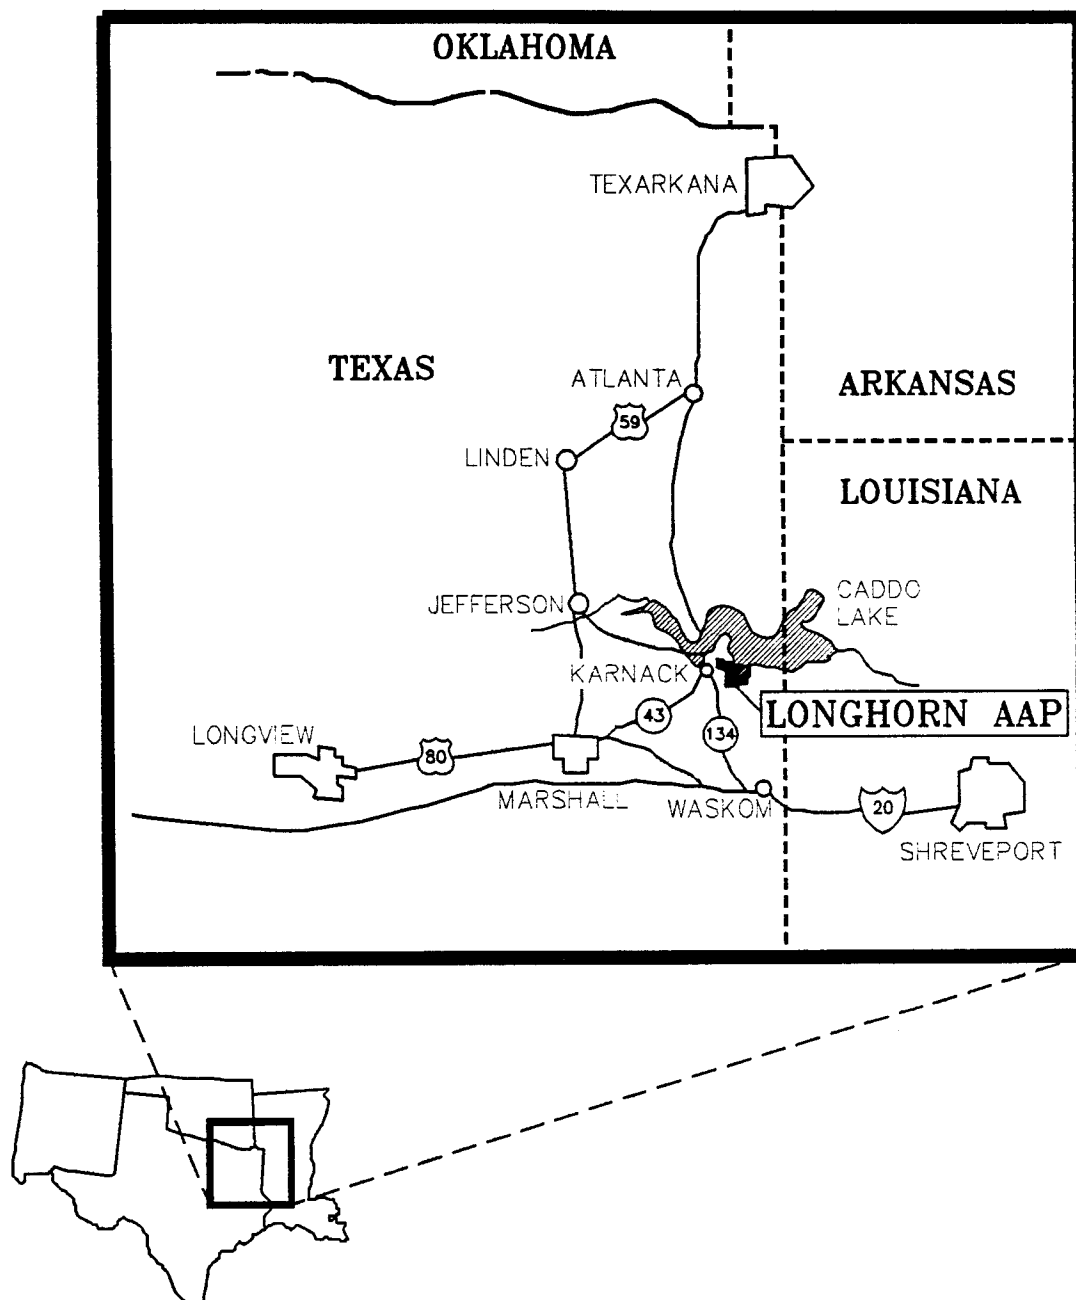 OKLAHOMA
TEXARKANA
TEXAS
ATLANTA
ARKANSAS
59
LINDEN
LOUISIANA
JEFFERSON
CADDO
LAKE
KARNACK
LONGHORN AAP
43
134
LONGVIEW
80
MARSHALL
WASKOM
20
SHREVEPORT